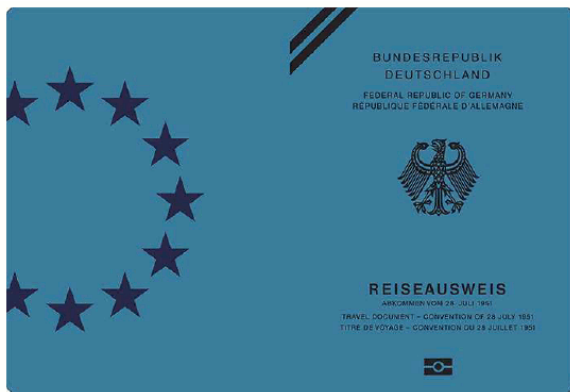 BUNDESREPUBLIK
DEUTSCHLAND
FEDERAL REPUBLIC OF GERMANY
RÉPUBLIQUE FÉDÉRALE D'ALLEMAGNE
REISEAUSWEIS
ABKOMMEN VOM 28. JULI 1951
TRAVEL DOCUMENT – CONVENTION OF 28 JULY 1951
TITRE DE VOYAGE – CONVENTION DU 28 JUILLET 1951